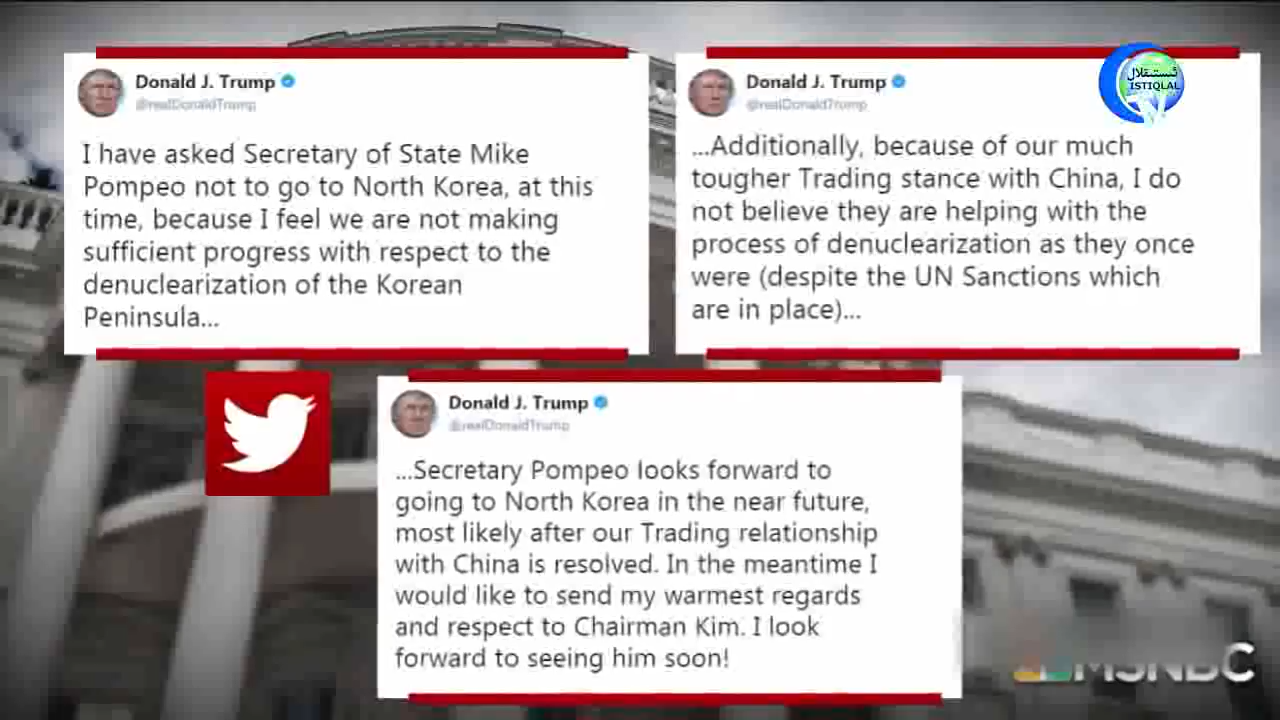 Donald J. Trump
@realDonaldTrump
I have asked Secretary of State Mike
Pompeo not to go to North Korea, at this
time, because I feel we are not making
sufficient progress with respect to the
denuclearization of the Korean
Peninsula...
Donald J. Trump
@realDonaldTrump
...Additionally, because of our much
tougher Trading stance with China, I do
not believe they are helping with the
process of denuclearization as they once
were (despite the UN Sanctions which
are in place)...
ئىستىقلال
ISTIQLAL
Donald J. Trump
@realDonaldTrump
...Secretary Pompeo looks forward to
going to North Korea in the near future,
most likely after our Trading relationship
with China is resolved. In the meantime I
would like to send my warmest regards
and respect to Chairman Kim. I look
forward to seeing him soon!
MSNBC